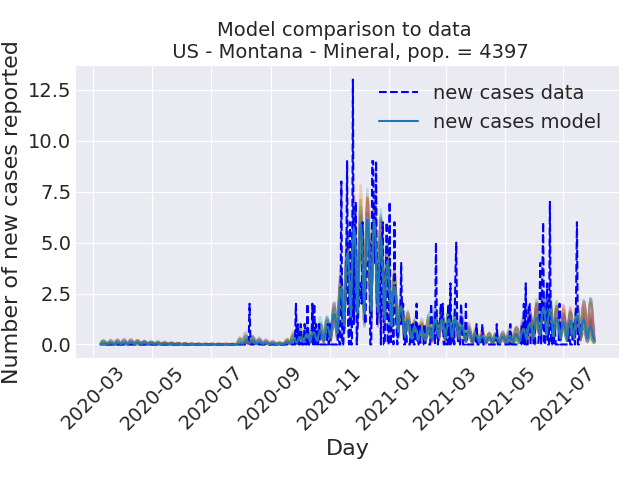 Model comparison to data
US - Montana - Mineral, pop. = 4397
Number of new cases reported
12.5
10.0
7.5
5.0
2.5
0.0
new cases data
new cases model
2020-03
2020-05
2020-07
2020-09
2020-11
2021-01
2021-03
2021-05
2021-07
Day